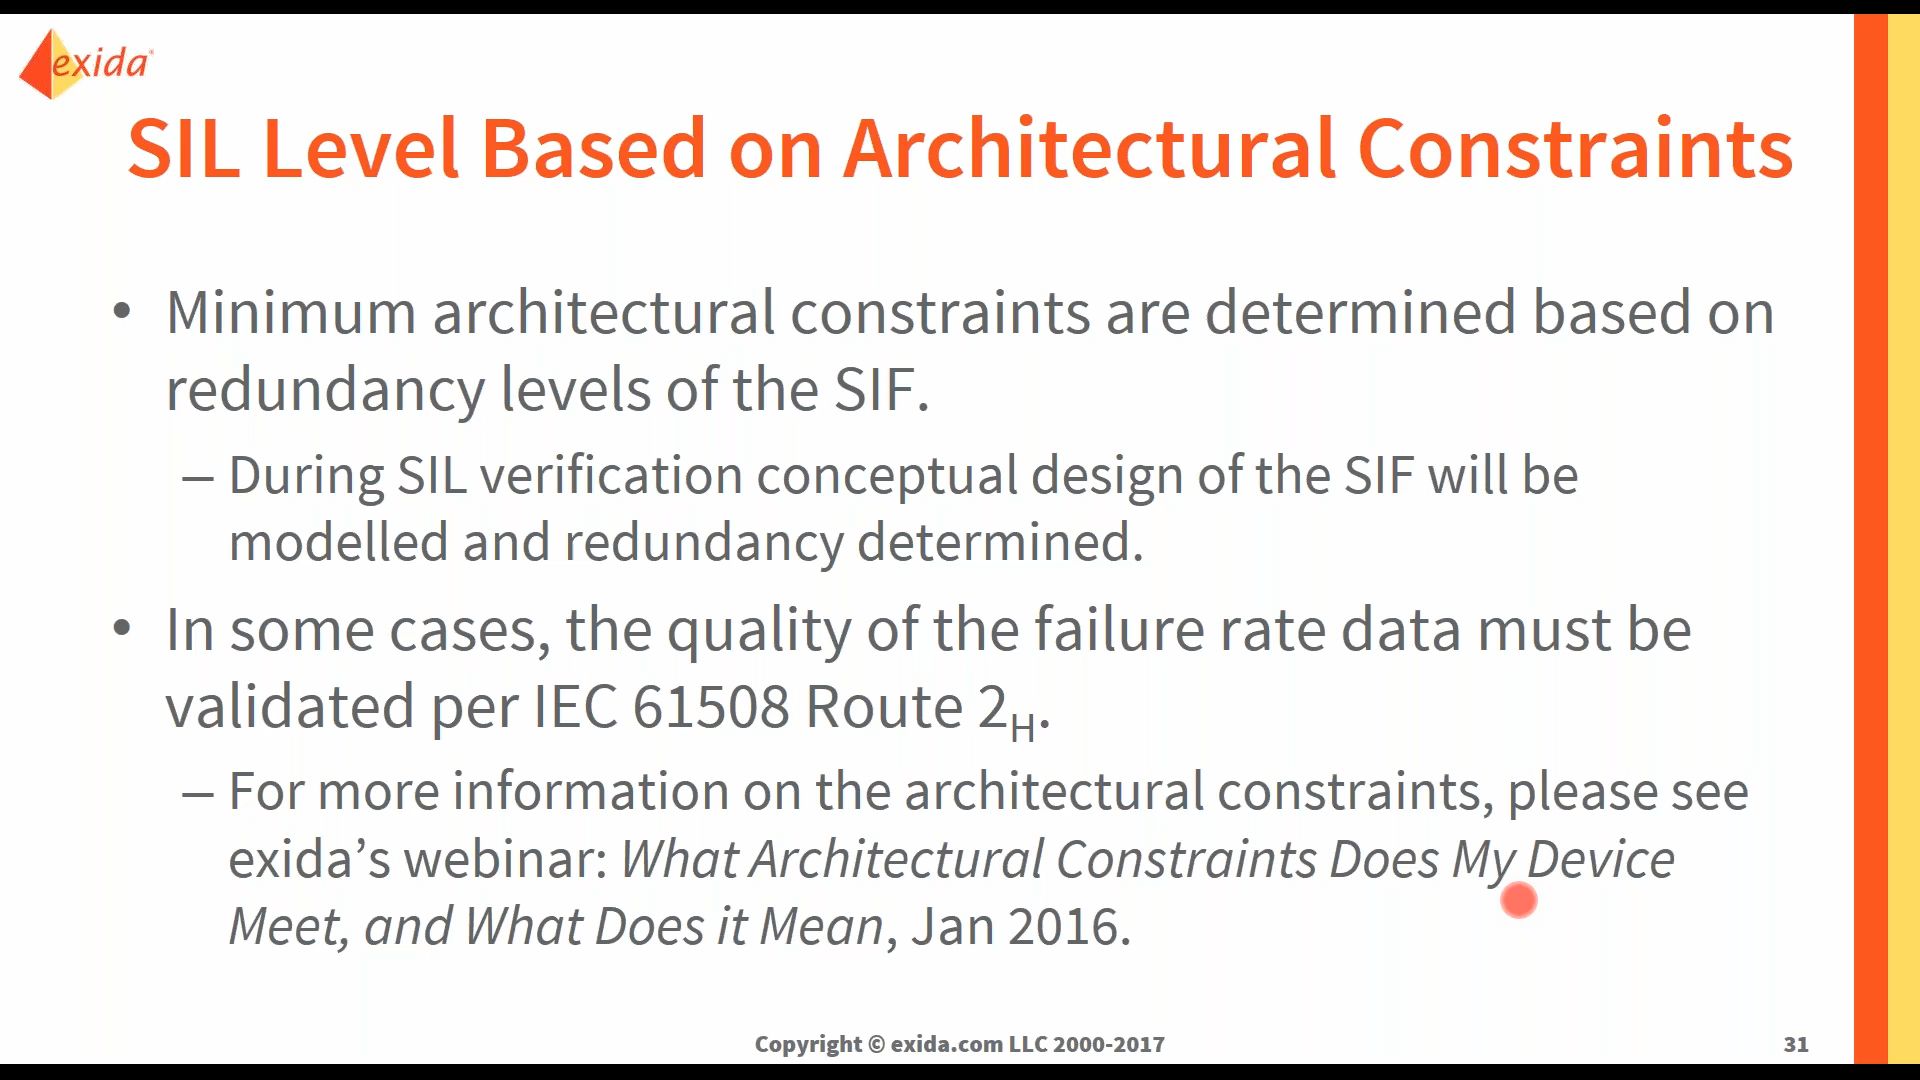 exida
SIL Level Based on Architectural Constraints
• Minimum architectural constraints are determined based on
redundancy levels of the SIF.
– During SIL verification conceptual design of the SIF will be
modelled and redundancy determined.
• In some cases, the quality of the failure rate data must be
validated per IEC 61508 Route 2H.
– For more information on the architectural constraints, please see
exida’s webinar: What Architectural Constraints Does My Device
Meet, and What Does it Mean, Jan 2016.
Copyright © exida.com LLC 2000-2017
31